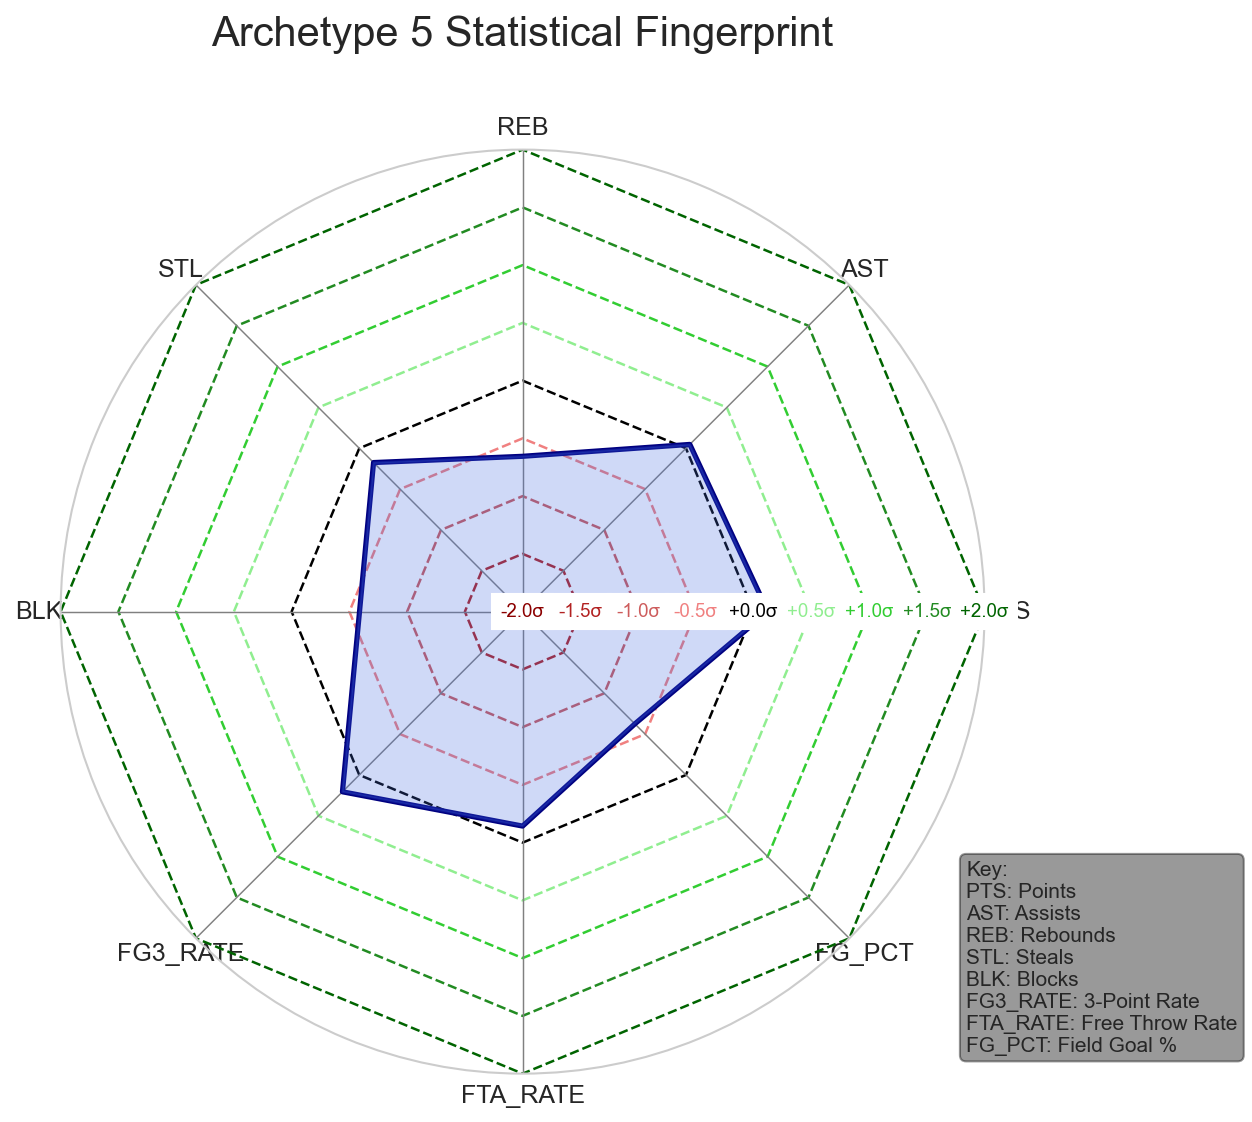 Archetype 5 Statistical Fingerprint
REB
STL
AST
BLK
-2.0σ -1.5σ -1.0σ -0.5σ +0.0σ +0.5σ +1.0σ +1.5σ +2.0σ S
FG3_RATE
FG_PCT
FTA_RATE
Key:
PTS: Points
AST: Assists
REB: Rebounds
STL: Steals
BLK: Blocks
FG3_RATE: 3-Point Rate
FTA_RATE: Free Throw Rate
FG_PCT: Field Goal %